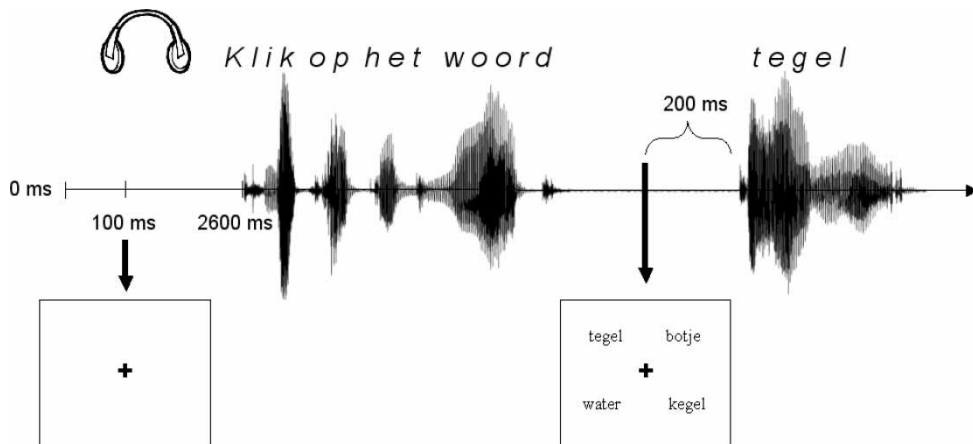 Klik op het woord tegel
200 ms
0 ms
100 ms 2600 ms
tegel botje
water kegel